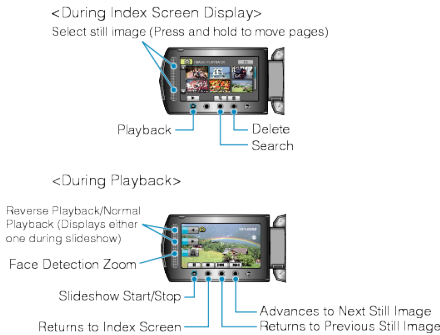 <During Index Screen Display>
Select still image (Press and hold to move pages)
Playback
Delete
Search
<During Playback>
Reverse Playback/Normal
Playback (Displays either
one during slideshow)
Face Detection Zoom
Slideshow Start/Stop
Advances to Next Still Image
Returns to Index Screen
Returns to Previous Still Image